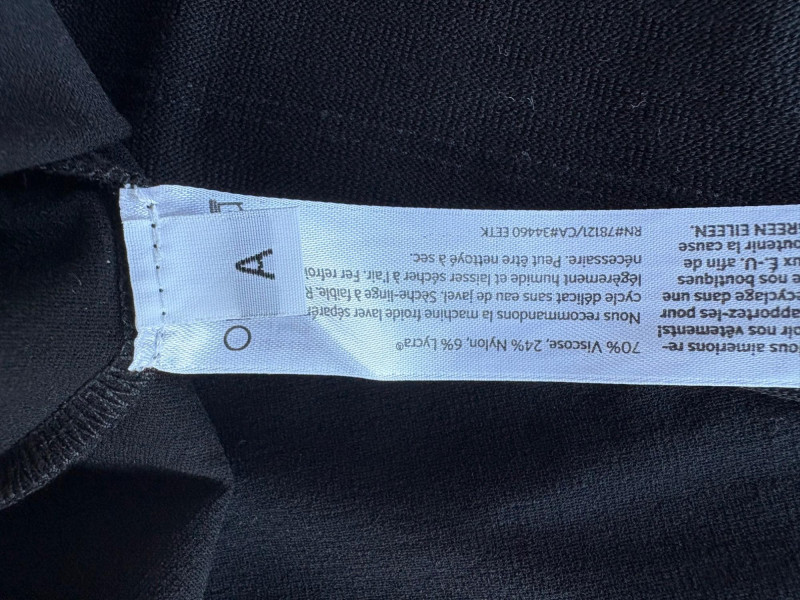 ous aimerions re-
oir nos vêtements!
apportez-les pour
ecyclage dans une
e nos boutiques
ux É.-U. afin de
outenir la cause
GREEN EILEEN.
70% Viscose, 24% Nylon, 6% Lycra®
Nous recommandons la machine froide laver séparé
cycle délicat sans eau de javel. Sèche-linge à faible. R
légèrement humide et laisser sécher à l'air. Fer refroi
nécessaire. Peut être nettoyé à sec.
RN#78121/CA#34460 EETK
A